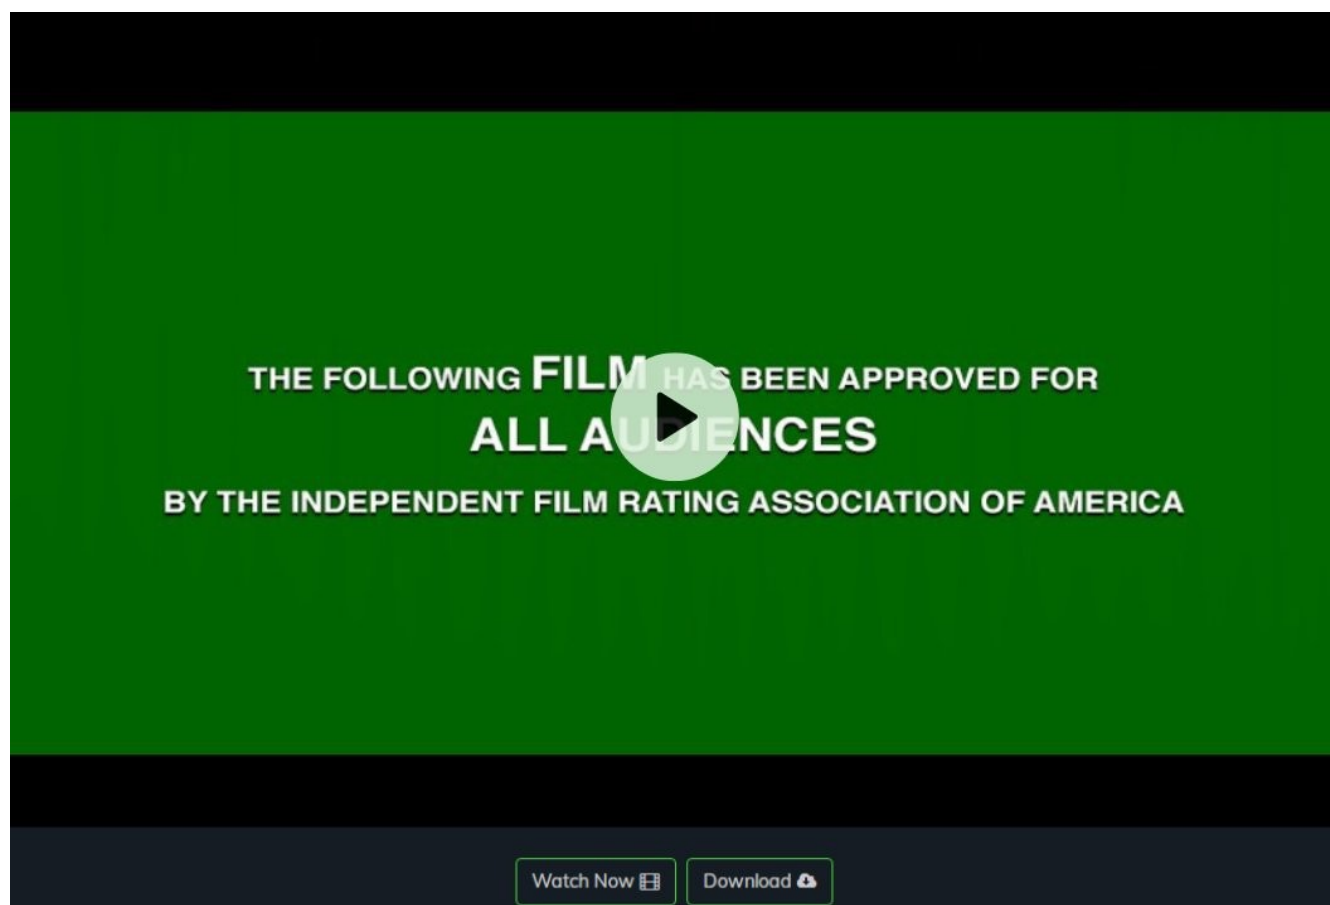 THE FOLLOWING FILM HAS BEEN APPROVED FOR
ALL AUDIENCES
BY THE INDEPENDENT FILM RATING ASSOCIATION OF AMERICA
Watch Now
Download